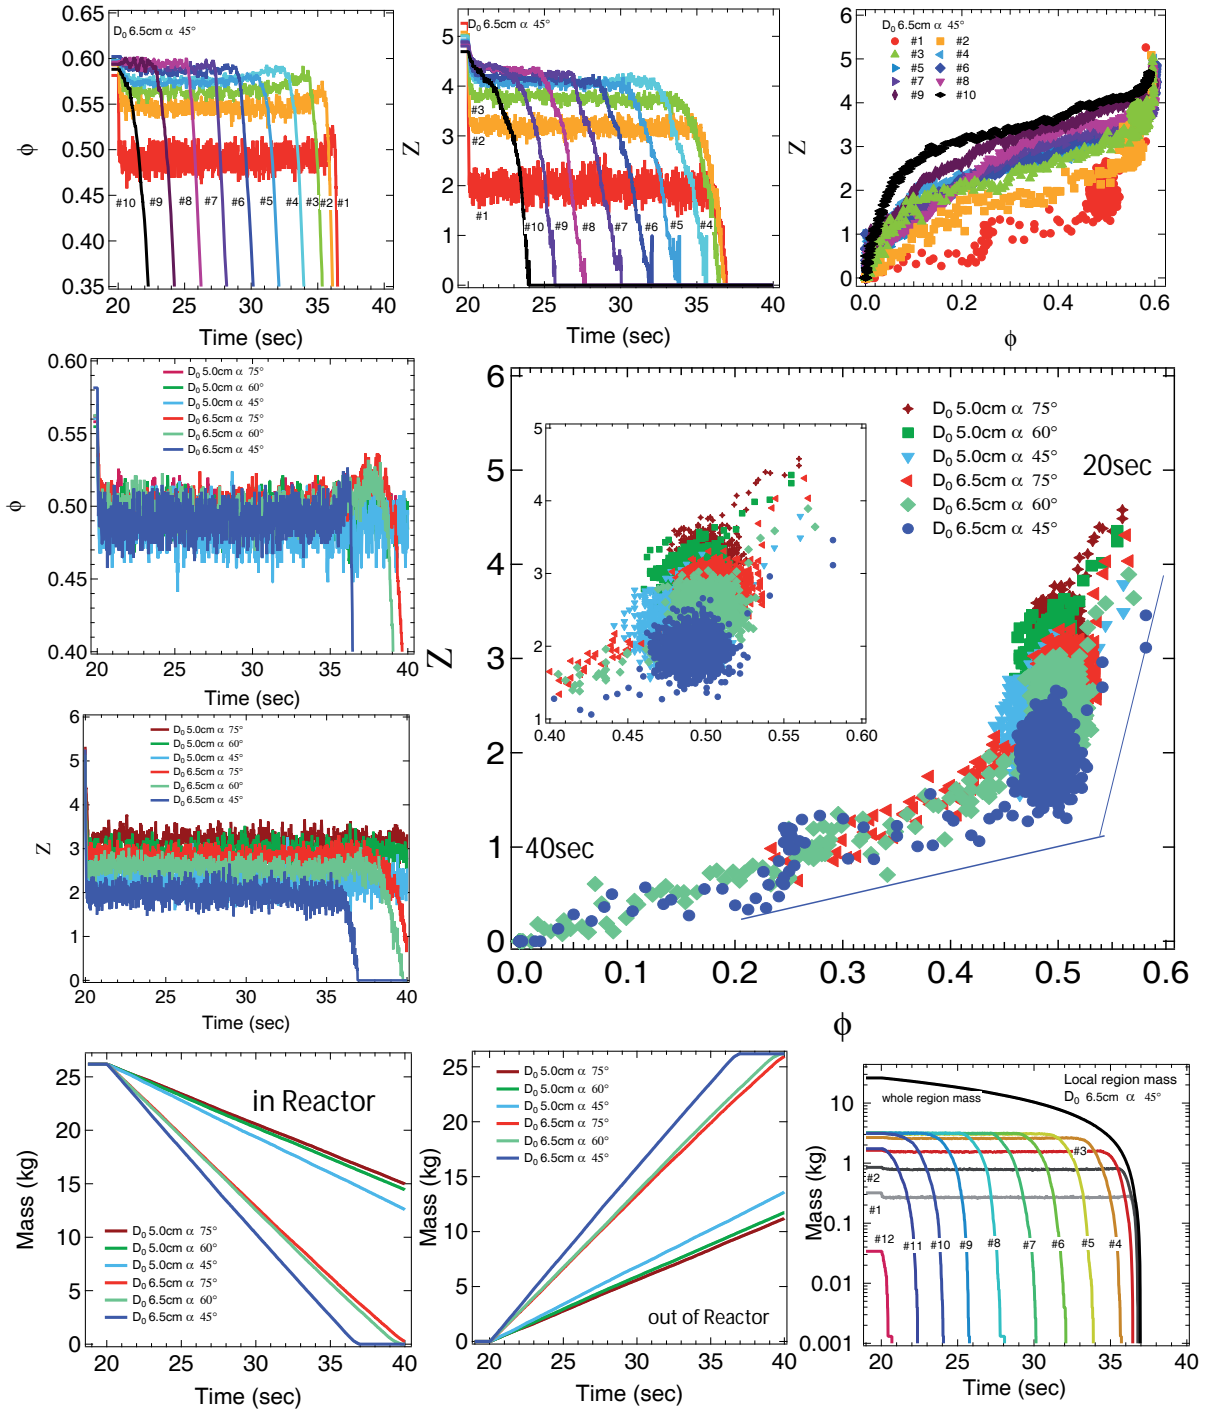 D0 6.5cm α 45°
0.60
0.55
0.50
0.45
0.40
0.35
ϕ
#10 #9 #8 #7 #6 #5 #4 #3 #2 #1
20 25 30 35 40
Time (sec)
D0 6.5cm α 45°
5
4
3
2
1
0
Z
#3
#2
#1
#10 #9 #8 #7 #6 #5 #4
20 25 30 35 40
Time (sec)
D0 6.5cm α 45°
#1 #2
#3 #4
#5 #6
#7 #8
#9 #10
6
5
4
3
2
1
0
Z
0.0 0.2 0.4 0.6
ϕ
0.60
0.55
0.50
0.45
0.40
ϕ
D0 5.0cm α 75°
D0 5.0cm α 60°
D0 5.0cm α 45°
D0 6.5cm α 75°
D0 6.5cm α 60°
D0 6.5cm α 45°
20 25 30 35 40
Time (sec)
6
5
4
3
2
1
0
Z
D0 5.0cm α 75°
D0 5.0cm α 60°
D0 5.0cm α 45°
D0 6.5cm α 75°
D0 6.5cm α 60°
D0 6.5cm α 45°
20 25 30 35 40
Time (sec)
6
5
4
3
2
1
0
Z
5
4
3
2
1
0.40 0.45 0.50 0.55 0.60
D0 5.0cm α 75°
D0 5.0cm α 60°
D0 5.0cm α 45°
D0 6.5cm α 75°
D0 6.5cm α 60°
D0 6.5cm α 45°
20sec
40sec
0.0 0.1 0.2 0.3 0.4 0.5 0.6
ϕ
25
20
15
10
5
0
Mass (kg)
in Reactor
D0 5.0cm α 75°
D0 5.0cm α 60°
D0 5.0cm α 45°
D0 6.5cm α 75°
D0 6.5cm α 60°
D0 6.5cm α 45°
20 25 30 35 40
Time (sec)
25
20
15
10
5
0
Mass (kg)
D0 5.0cm α 75°
D0 5.0cm α 60°
D0 5.0cm α 45°
D0 6.5cm α 75°
D0 6.5cm α 60°
D0 6.5cm α 45°
out of Reactor
20 25 30 35 40
Time (sec)
Local region mass
D0 6.5cm α 45°
whole region mass
10
1
0.1
0.01
0.001
Mass (kg)
#3
#2
#1
#12 #11 #10 #9 #8 #7 #6 #5 #4
20 25 30 35 40
Time (sec)